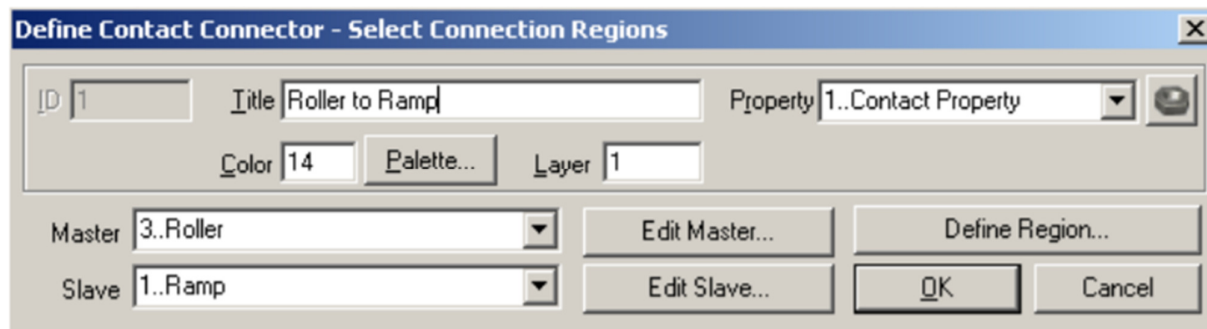 Define Contact Connector - Select Connection Regions
ID 1 Title Roller to Ramp Property 1..Contact Property
Color 14 Palette... Layer 1
Master 3..Roller Edit Master... Define Region...
Slave 1..Ramp Edit Slave... OK Cancel